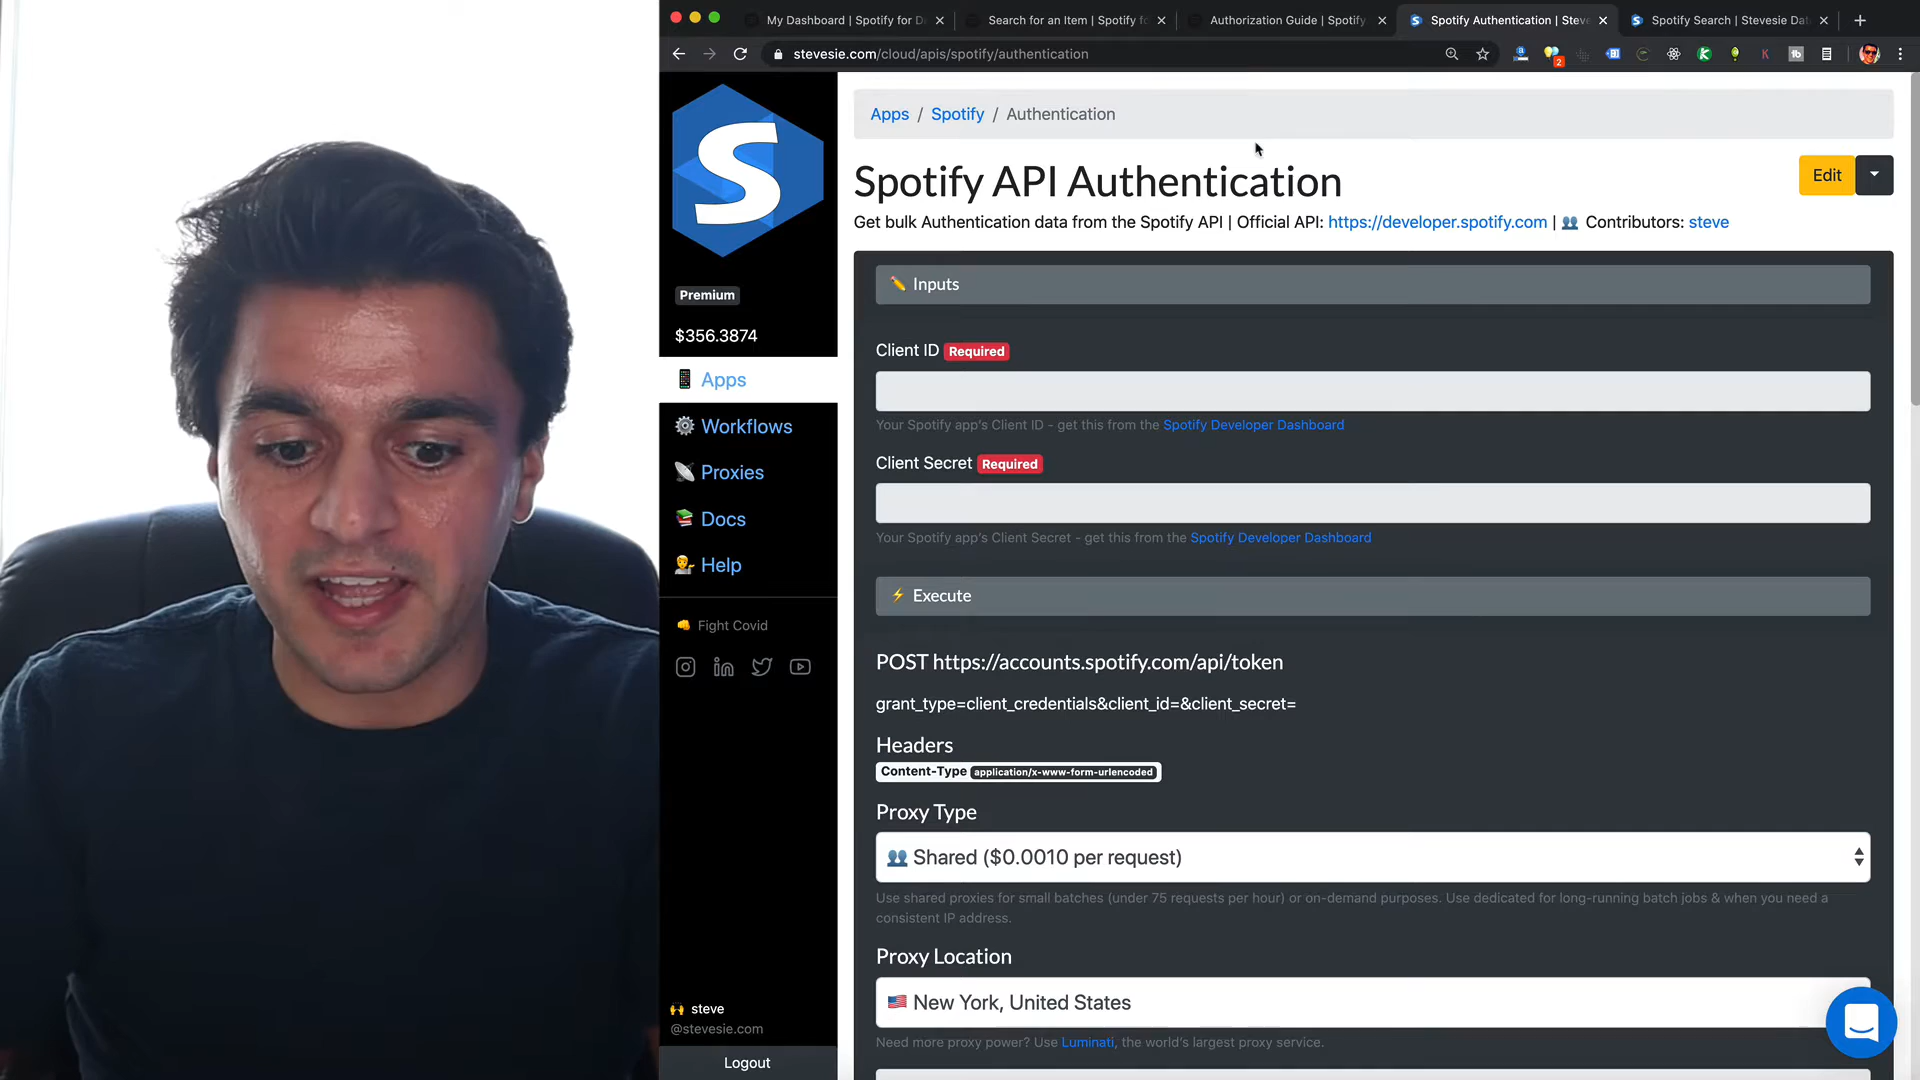 My Dashboard | Spotify for D
Search for an Item | Spotify fo
Authorization Guide | Spotify
Spotify Authentication | Steve
Spotify Search | Stevesie Dat
stevesie.com/cloud/apis/spotify/authentication
2
S
Premium
$356.3874
Apps
Workflows
Proxies
Docs
Help
Fight Covid
steve
@stevesie.com
Logout
Apps / Spotify / Authentication
Spotify API Authentication
Edit
Get bulk Authentication data from the Spotify API | Official API: https://developer.spotify.com | Contributors: steve
Inputs
Client ID Required
Your Spotify app's Client ID - get this from the Spotify Developer Dashboard
Client Secret Required
Your Spotify app's Client Secret - get this from the Spotify Developer Dashboard
Execute
POST https://accounts.spotify.com/api/token
grant_type=client_credentials&client_id=&client_secret=
Headers
Content-Type application/x-www-form-urlencoded
Proxy Type
Shared ($0.0010 per request)
Use shared proxies for small batches (under 75 requests per hour) or on-demand purposes. Use dedicated for long-running batch jobs & when you need a
consistent IP address.
Proxy Location
New York, United States
Need more proxy power? Use Luminati, the world's largest proxy service.